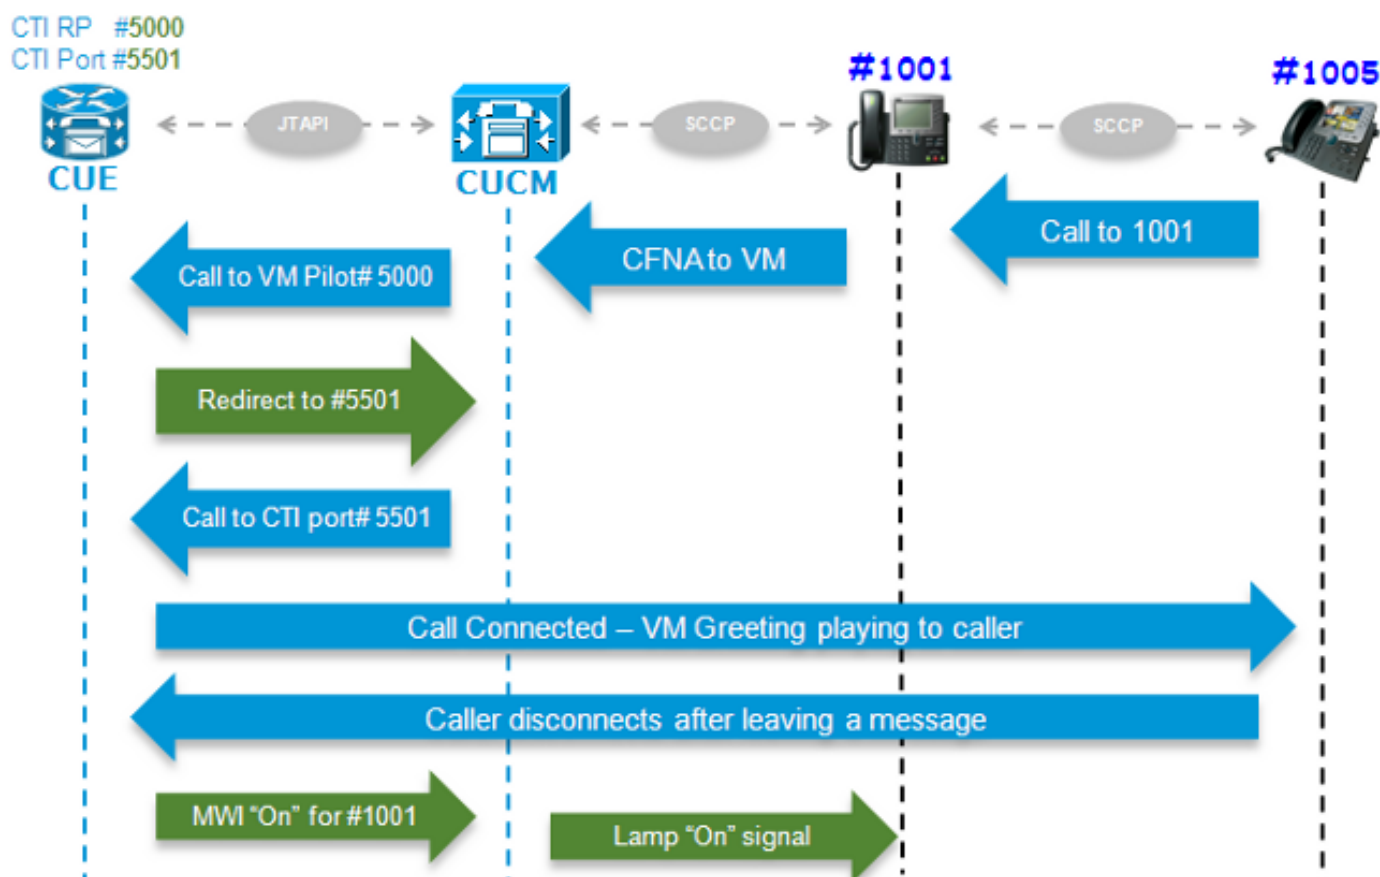 CTI RP #5000
CTI Port #5501
#1001
#1005
JTAPI
SCCP
SCCP
CUE
CUCM
Call to 1001
CFNA to VM
Call to VM Pilot# 5000
Redirect to #5501
Call to CTI port# 5501
Call Connected – VM Greeting playing to caller
Caller disconnects after leaving a message
MWI “On” for #1001
Lamp “On” signal